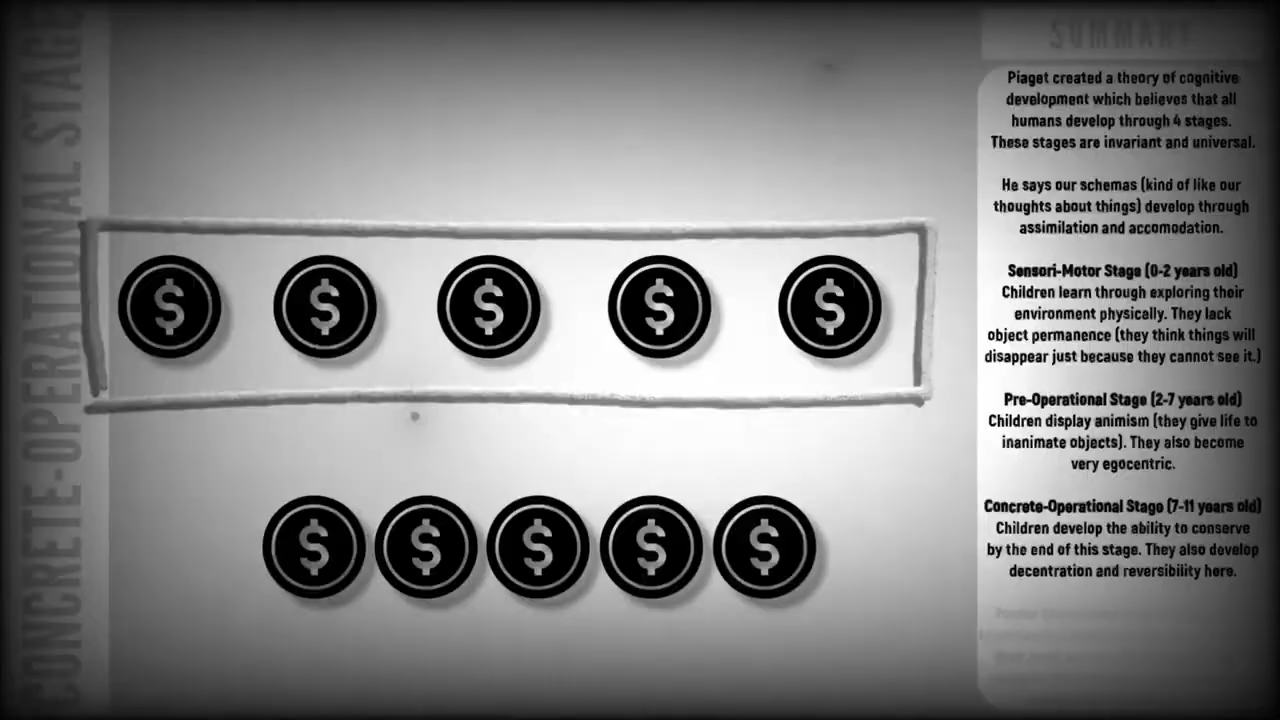 CONCRETE-OPERATIONAL STAGE
SUMMARY
Piaget created a theory of cognitive
development which believes that all
humans develop through 4 stages.
These stages are invariant and universal.
He says our schemas (kind of like our
thoughts about things) develop through
assimilation and accomodation.
Sensori-Motor Stage (0-2 years old)
Children learn through exploring their
environment physically. They lack
object permanence (they think things will
disappear just because they cannot see it.)
Pre-Operational Stage (2-7 years old)
Children display animism (they give life to
inanimate objects). They also become
very egocentric.
Concrete-Operational Stage (7-11 years old)
Children develop the ability to conserve
by the end of this stage. They also develop
decentration and reversibility here.
$ $ $ $ $
$ $ $ $ $